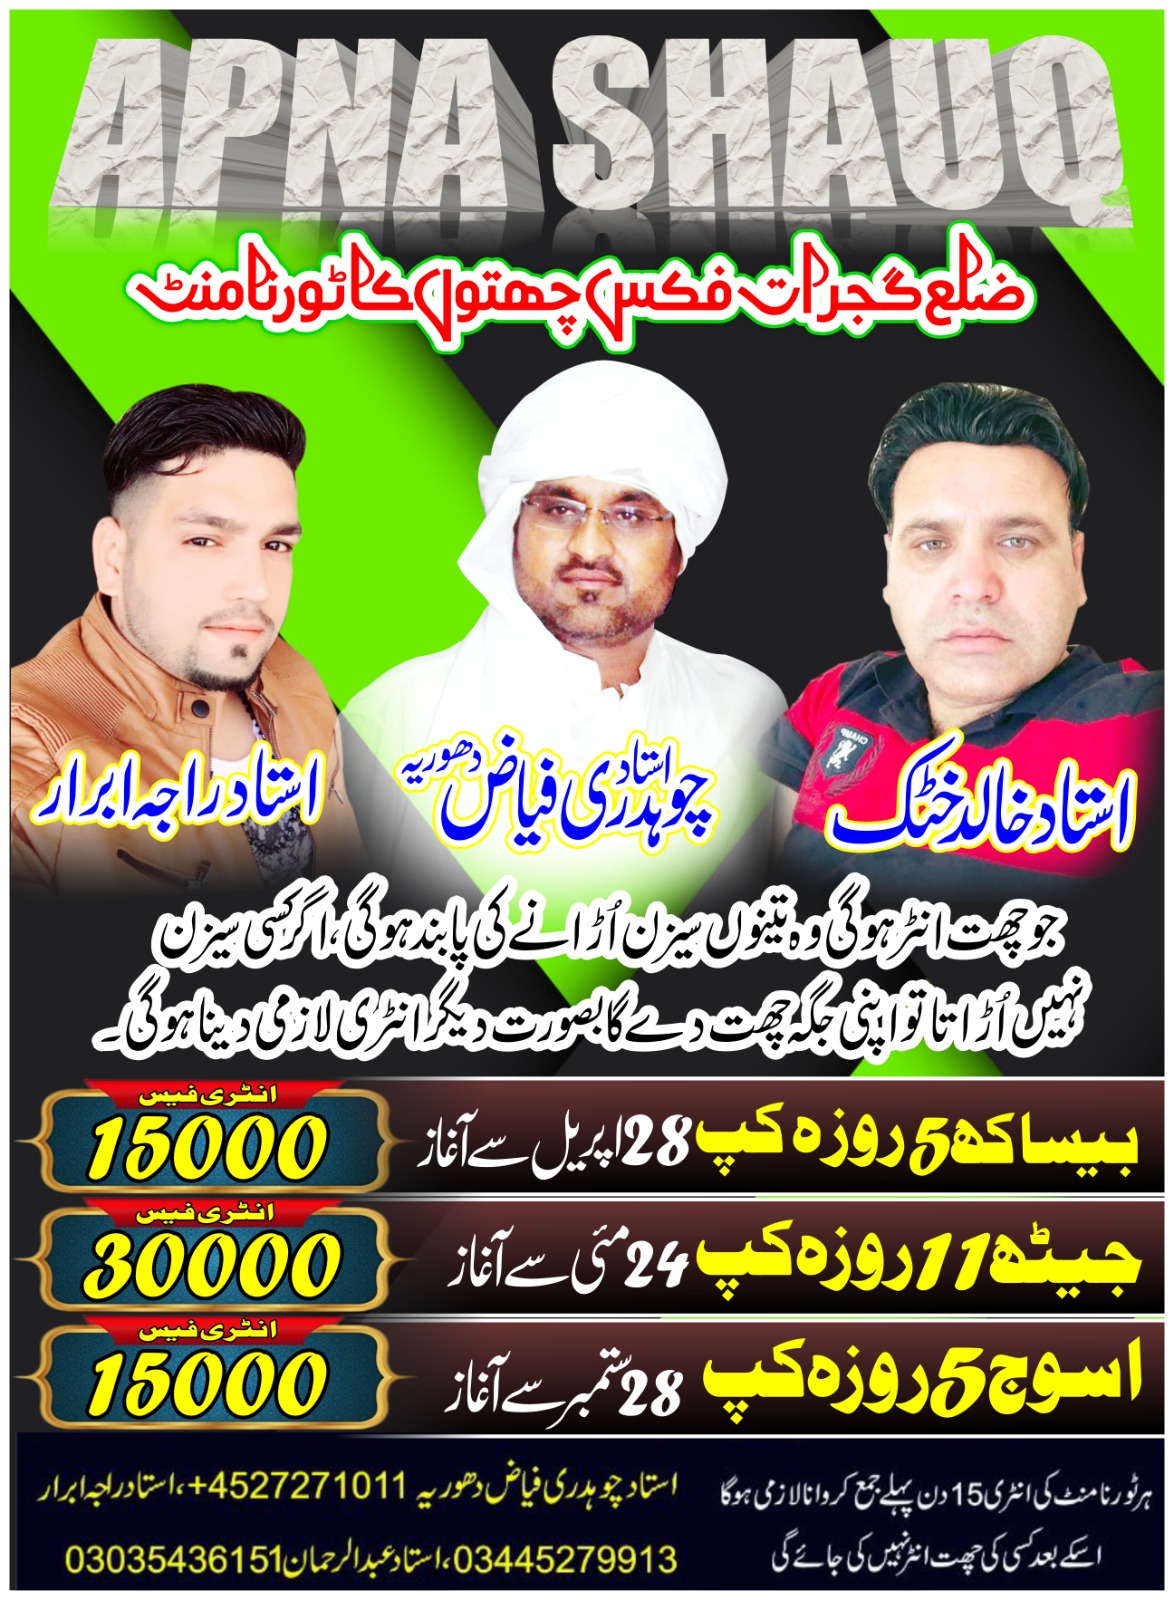 APNA SHAUQ
ضلع گجرات فکس چھتوں کا ٹورنامنٹ
استاد خالد خٹک
استاد چوہدری فیاض دھوریہ
استاد راجہ ابرار
CHAMP
جو چھت انٹر ہوگی وہ تینوں سیزن اُڑانے کی پابند ہوگی، اگر کسی سیزن
نہیں اُڑاتا تو اپنی جگہ چھت دے گا بصورت دیگر انٹری لازمی دینا ہوگی۔
بیساکھ 5 روزہ کپ 28 اپریل سے آغاز
انٹری فیس
15000
جیٹھ 11 روزہ کپ 24 مئی سے آغاز
انٹری فیس
30000
اسوج 5 روزہ کپ 28 ستمبر سے آغاز
انٹری فیس
15000
ہر ٹورنامنٹ کی انٹری 15 دن پہلے جمع کروانا لازمی ہوگا
اسکے بعد کسی کی چھت انٹر نہیں کی جائے گی
استاد چوہدری فیاض دھوریہ 4527271011+، استاد راجہ ابرار
03445279913، استاد عبدالرحمان 03035436151